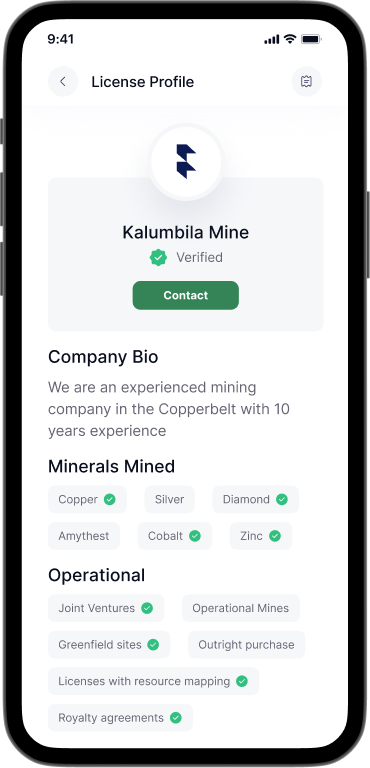 9:41
License Profile
Kalumbila Mine
Verified
Contact
Company Bio
We are an experienced mining
company in the Copperbelt with 10
years experience
Minerals Mined
Copper Silver Diamond
Amythest Cobalt Zinc
Operational
Joint Ventures Operational Mines
Greenfield sites Outright purchase
Licenses with resource mapping
Royalty agreements